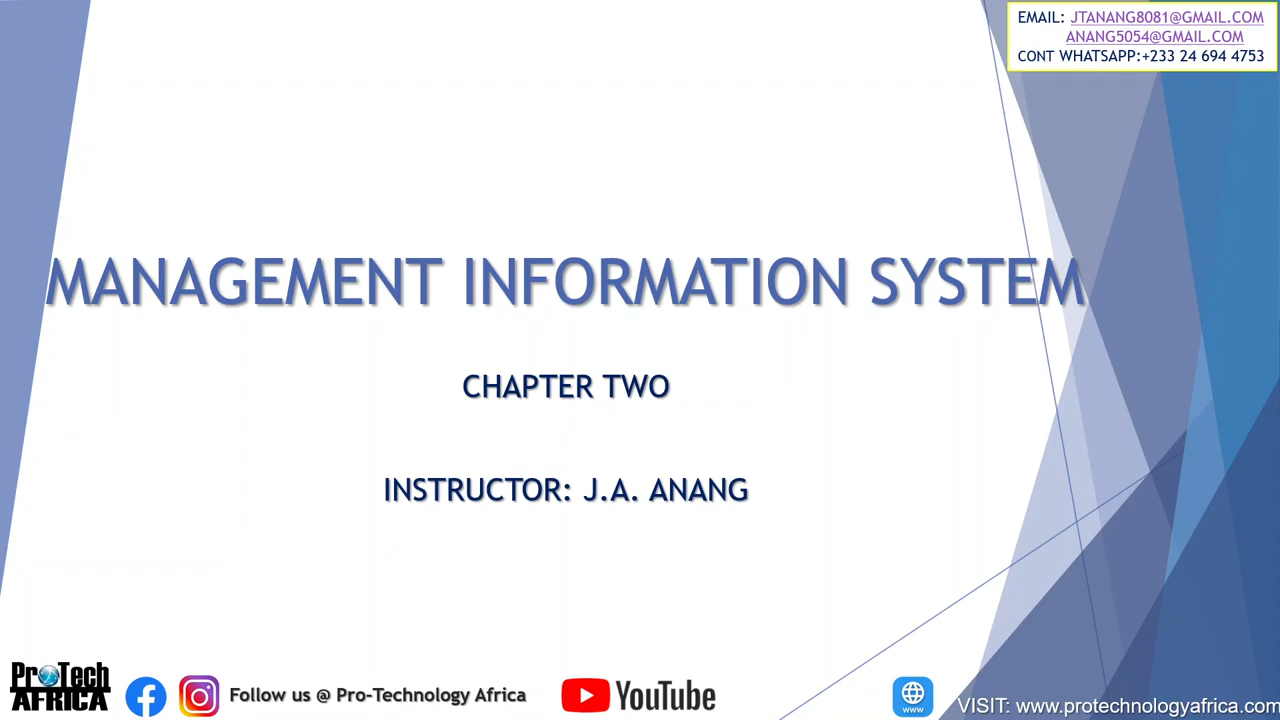 EMAIL: JTANANG8081@GMAIL.COM
ANANG5054@GMAIL.COM
CONT WHATSAPP:+233 24 694 4753
MANAGEMENT INFORMATION SYSTEM
CHAPTER TWO
INSTRUCTOR: J.A. ANANG
ProTech
AFRICA
Follow us @ Pro-Technology Africa
YouTube
www
VISIT: www.protechnologyafrica.com